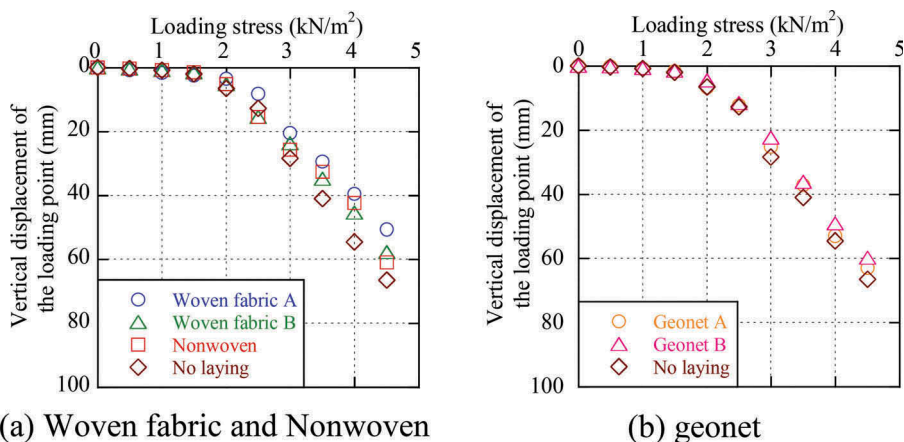 Loading stress (kN/m²)
0 1 2 3 4 5
Vertical displacement of
the loading point (mm)
0
20
40
60
80
100
Woven fabric A
Woven fabric B
Nonwoven
No laying
(a) Woven fabric and Nonwoven
Loading stress (kN/m²)
0 1 2 3 4 5
Vertical displacement of
the loading point (mm)
0
20
40
60
80
100
Geonet A
Geonet B
No laying
(b) geonet